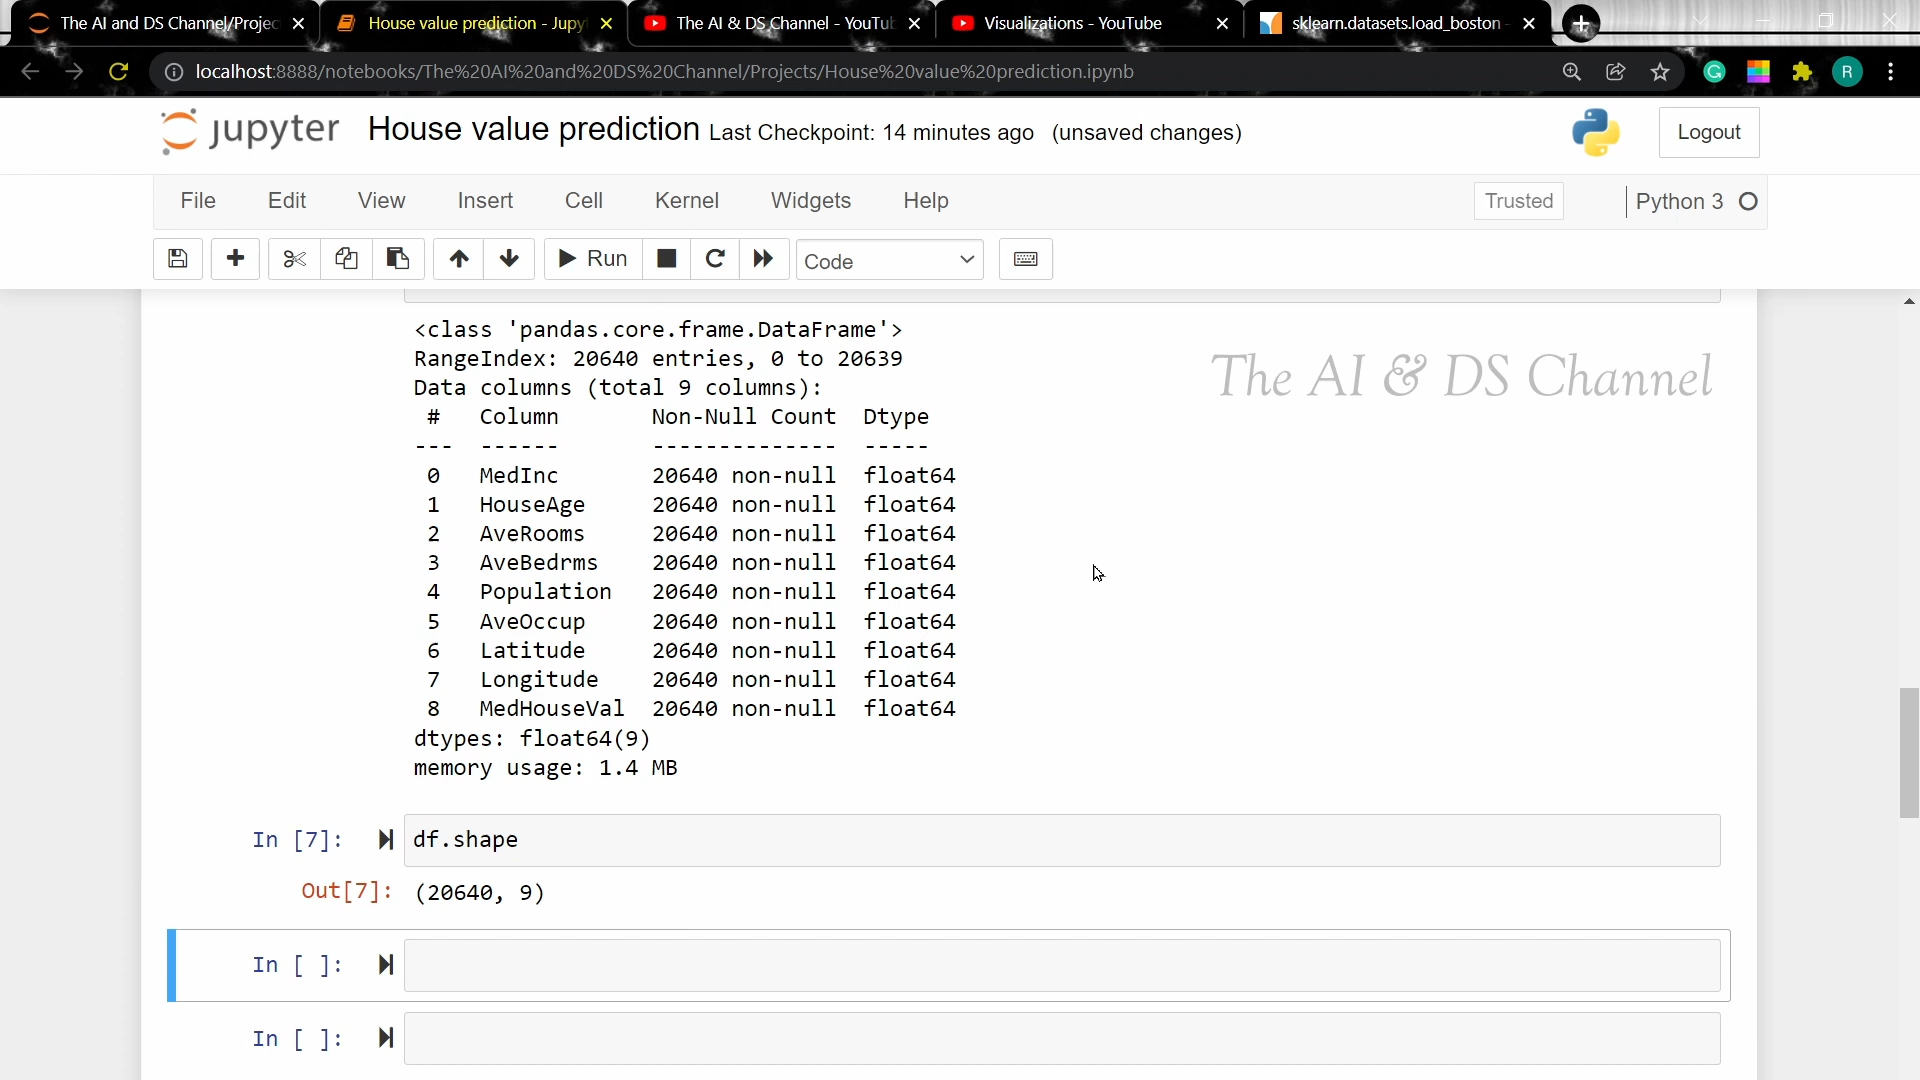 The AI and DS Channel/Projec
House value prediction - Jupy
The AI & DS Channel - YouTu
Visualizations - YouTube
sklearn.datasets.load_boston -
localhost:8888/notebooks/The%20AI%20and%20DS%20Channel/Projects/House%20value%20prediction.ipynb
G
R
jupyter House value prediction Last Checkpoint: 14 minutes ago (unsaved changes)
Logout
File Edit View Insert Cell Kernel Widgets Help
Trusted
Python 3
Run
Code
<class 'pandas.core.frame.DataFrame'>
RangeIndex: 20640 entries, 0 to 20639
The AI & DS Channel
Data columns (total 9 columns):
# Column Non-Null Count Dtype
--- ------ -------------- -----
0 MedInc 20640 non-null float64
1 HouseAge 20640 non-null float64
2 AveRooms 20640 non-null float64
3 AveBedrms 20640 non-null float64
4 Population 20640 non-null float64
5 AveOccup 20640 non-null float64
6 Latitude 20640 non-null float64
7 Longitude 20640 non-null float64
8 MedHouseVal 20640 non-null float64
dtypes: float64(9)
memory usage: 1.4 MB
In [7]: df.shape
Out[7]: (20640, 9)
In [ ]:
In [ ]: